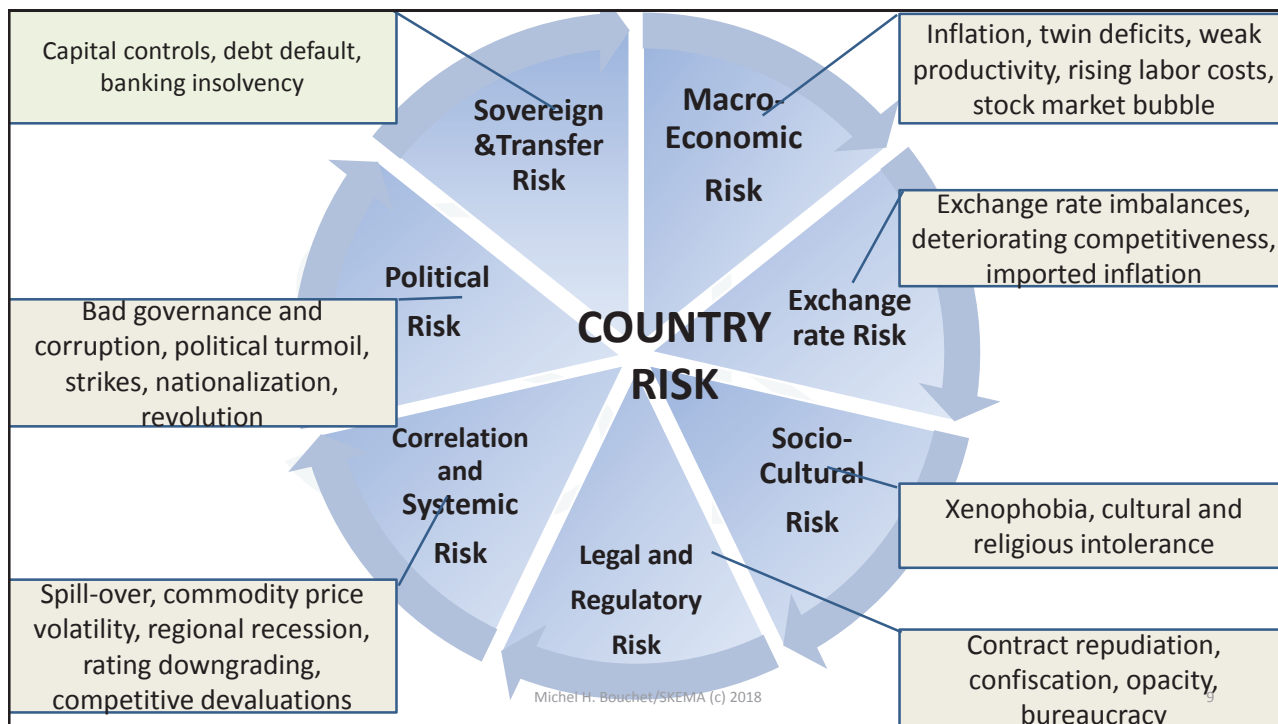 Capital controls, debt default,
banking insolvency
Sovereign
&Transfer
Risk
Macro-
Economic
Risk
Inflation, twin deficits, weak
productivity, rising labor costs,
stock market bubble
Exchange rate imbalances,
deteriorating competitiveness,
imported inflation
Political
Risk
Exchange
rate Risk
COUNTRY
RISK
Bad governance and
corruption, political turmoil,
strikes, nationalization,
revolution
Correlation
and
Systemic
Risk
Socio-
Cultural
Risk
Xenophobia, cultural and
religious intolerance
Legal and
Regulatory
Risk
Spill-over, commodity price
volatility, regional recession,
rating downgrading,
competitive devaluations
Contract repudiation,
confiscation, opacity,
bureaucracy
Michel H. Bouchet/SKEMA (c) 2018
9